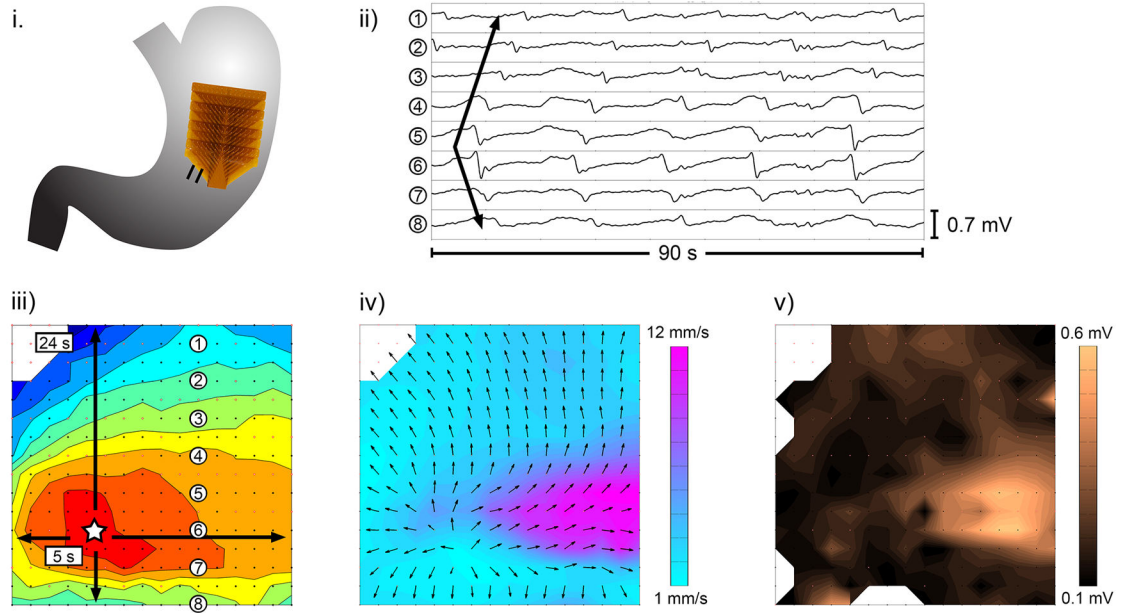 i.
ii)
①
②
③
④
⑤
⑥
⑦
⑧
0.7 mV
90 s
iii)
24 s
5 s
①
②
③
④
⑤
⑥
⑦
⑧
iv)
12 mm/s
1 mm/s
v)
0.6 mV
0.1 mV